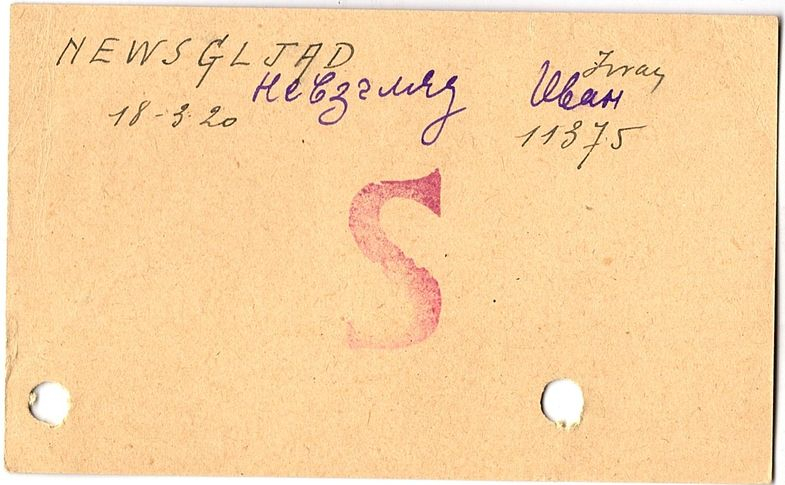 NEWSGLJAD Iwan
Невзгляд Иван
18-3.20 11375
S